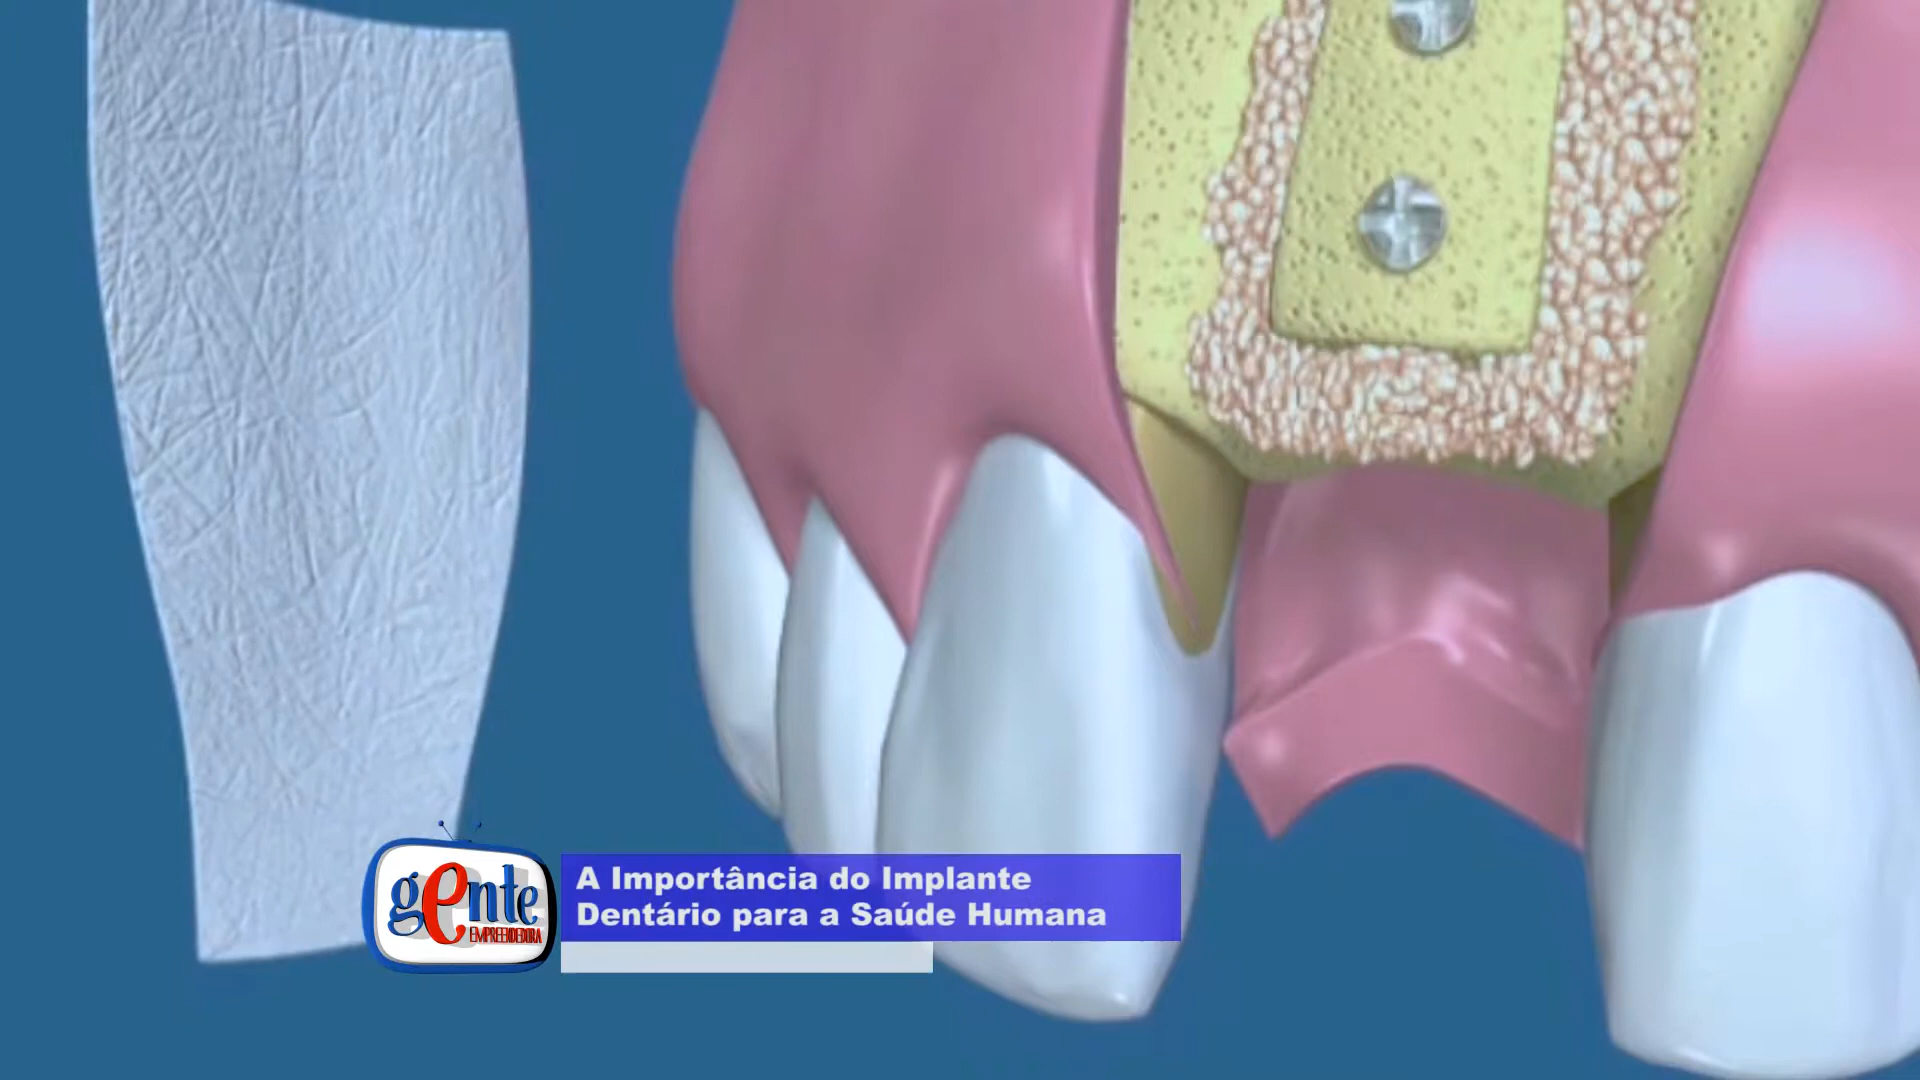 gente
EMPREENDEDORA
A Importância do Implante
Dentário para a Saúde Humana